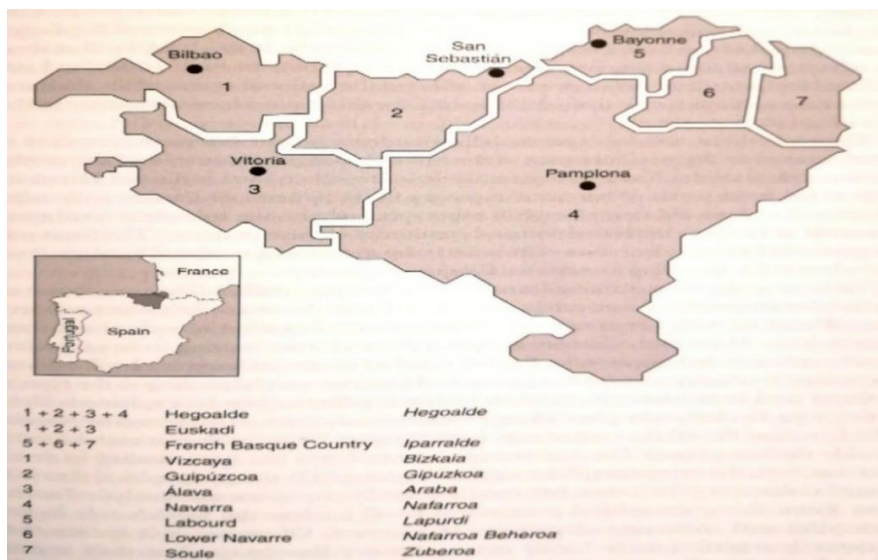 Bilbao
1
San
Sebastián
Bayonne
5
2
6
7
Vitoria
3
Pamplona
4
France
Portugal
Spain
1 + 2 + 3 + 4 Hegoalde Hegoalde
1 + 2 + 3 Euskadi
5 + 6 + 7 French Basque Country Iparralde
1 Vizcaya Bizkaia
2 Guipúzcoa Gipuzkoa
3 Álava Araba
4 Navarra Nafarroa
5 Labourd Lapurdi
6 Lower Navarre Nafarroa Beheroa
7 Soule Zuberoa